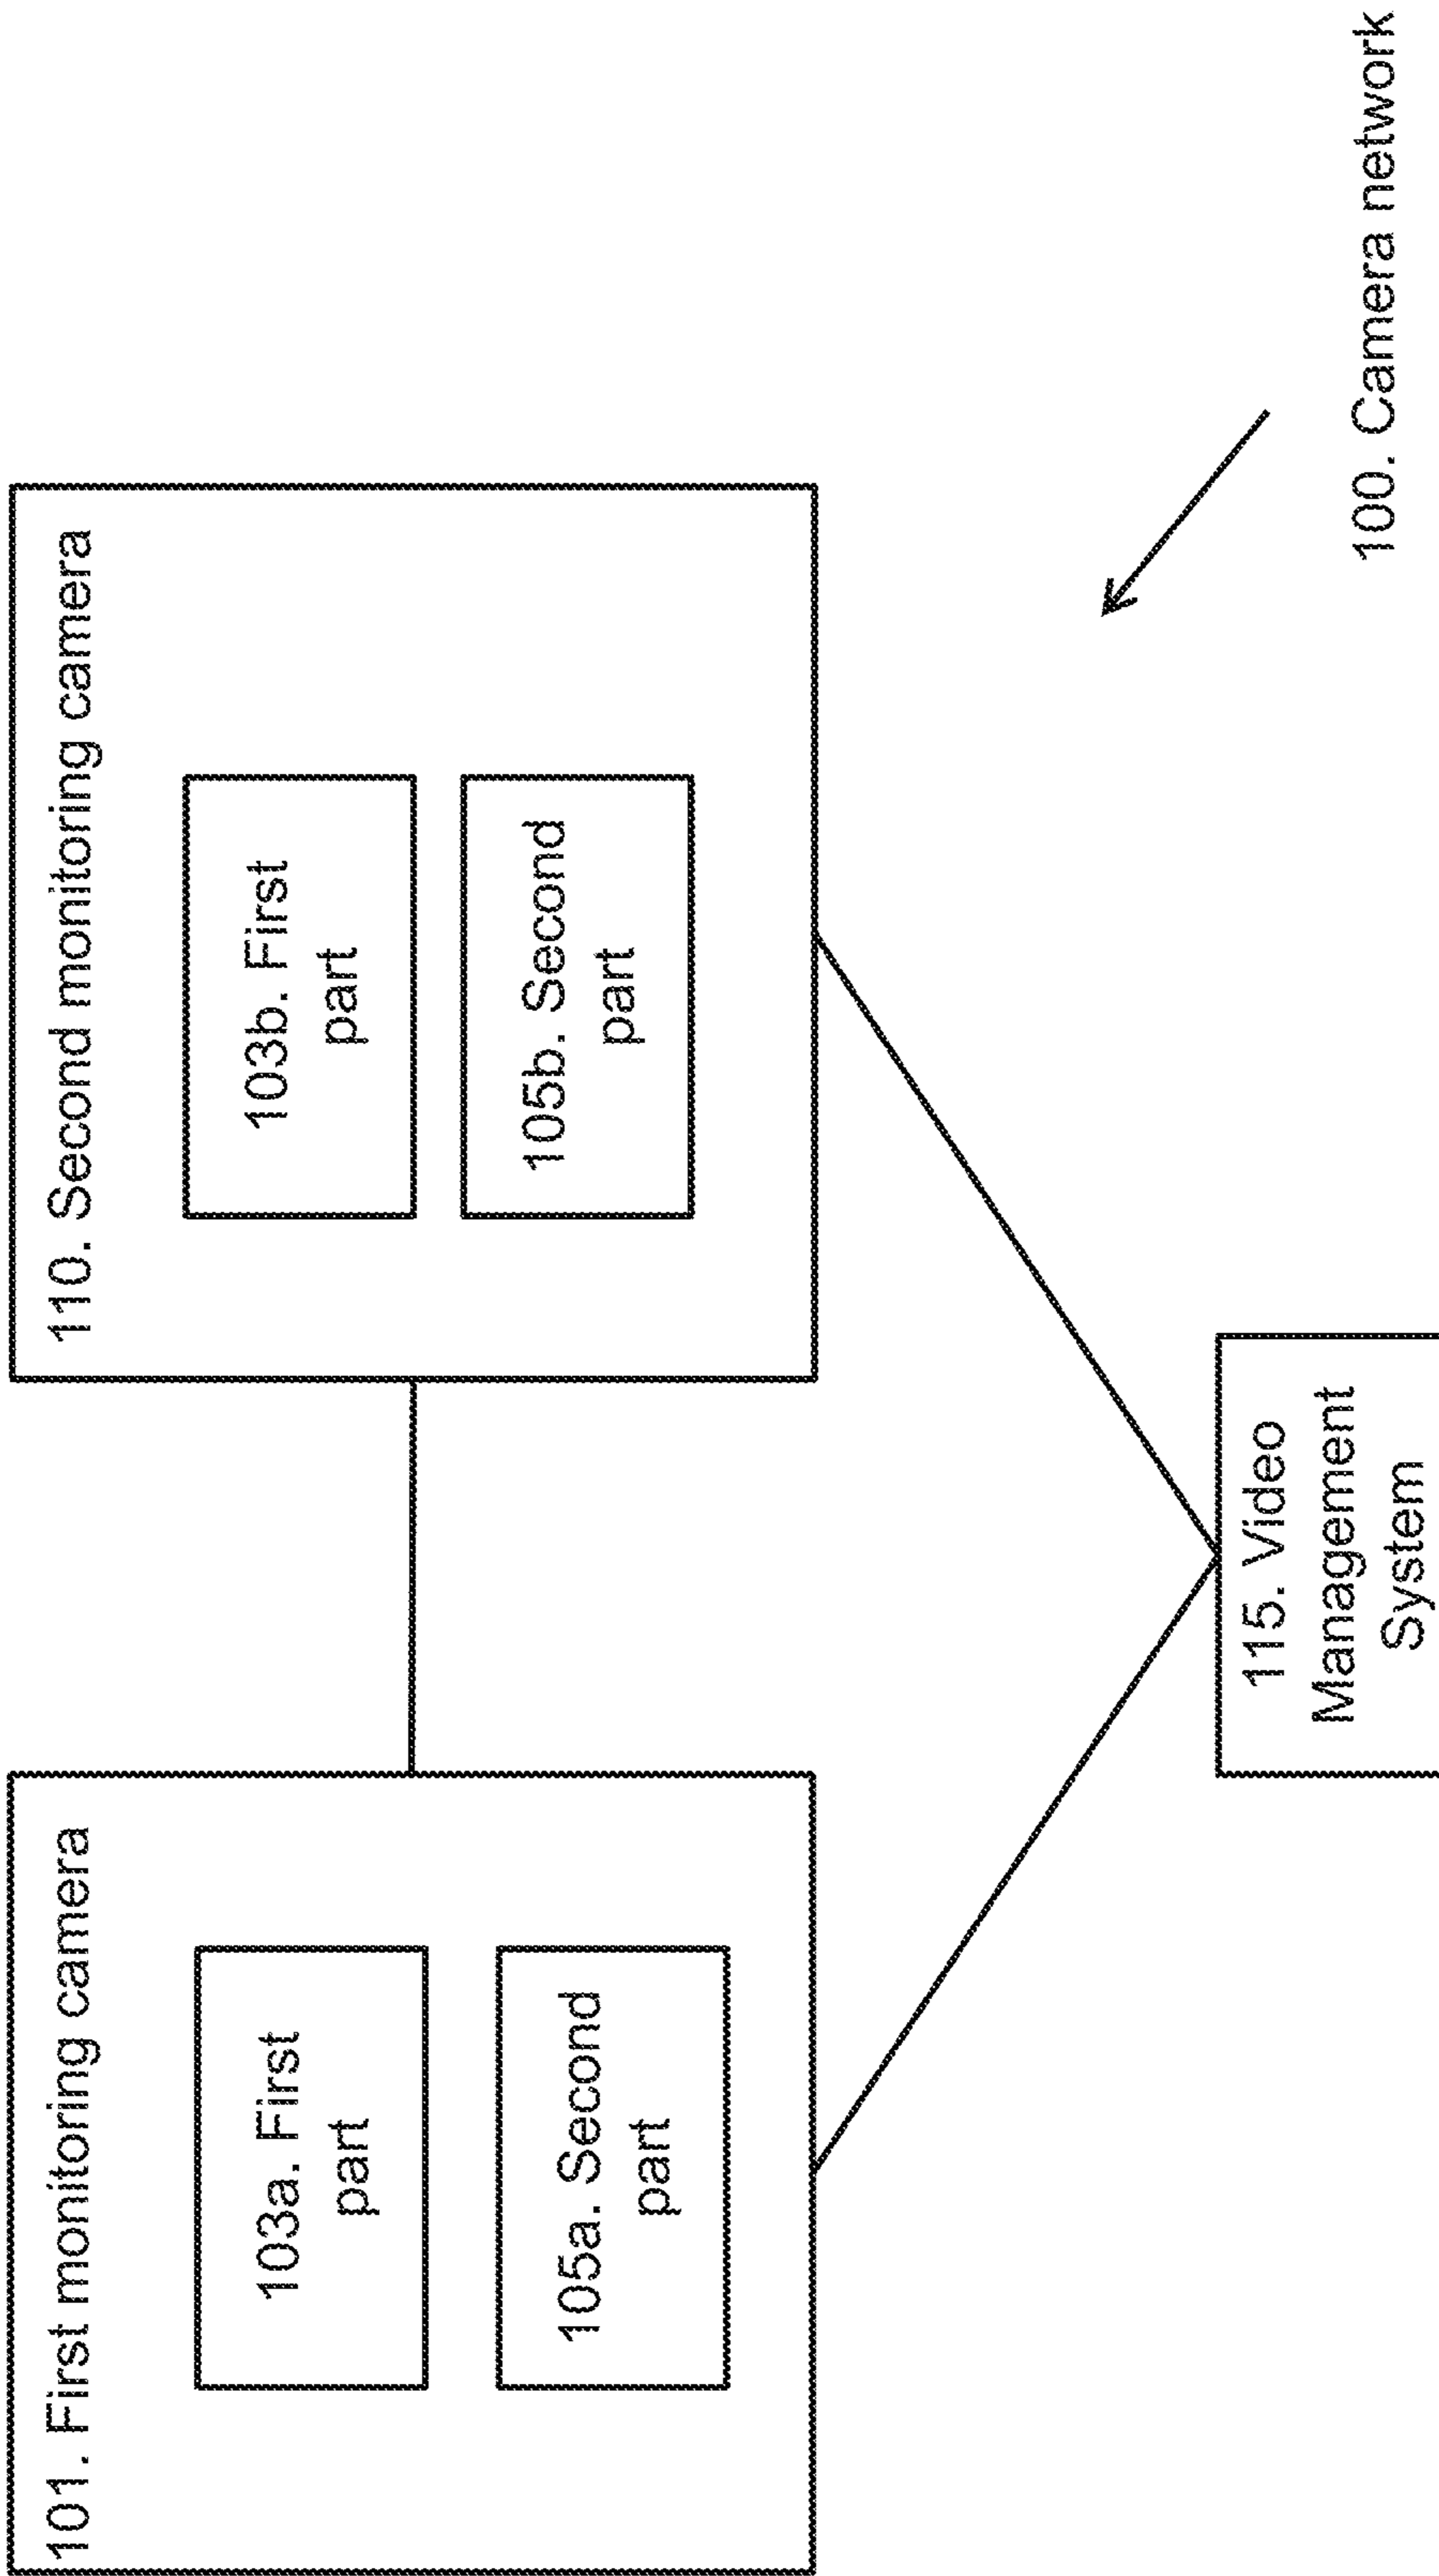 101. First monitoring camera
103a. First
part
105a. Second
part
110. Second monitoring camera
103b. First
part
105b. Second
part
115. Video
Management
System
100. Camera network